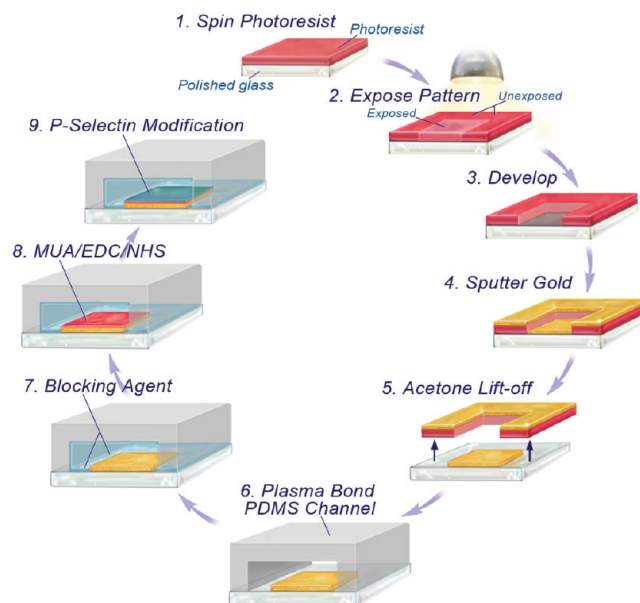 1. Spin Photoresist
Photoresist
Polished glass
2. Expose Pattern
Unexposed
Exposed
3. Develop
4. Sputter Gold
5. Acetone Lift-off
6. Plasma Bond
PDMS Channel
7. Blocking Agent
8. MUA/EDC/NHS
9. P-Selectin Modification